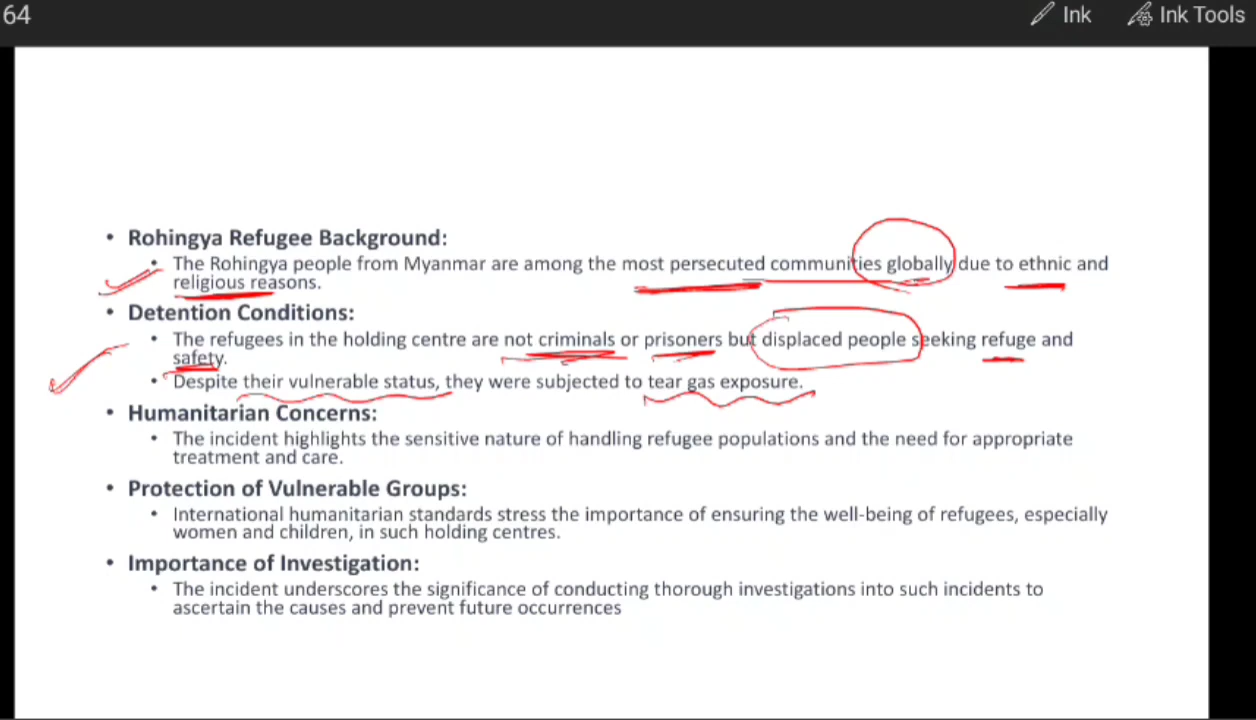 64
Ink
Ink Tools
• Rohingya Refugee Background:
• The Rohingya people from Myanmar are among the most persecuted communities globally due to ethnic and
religious reasons.
• Detention Conditions:
• The refugees in the holding centre are not criminals or prisoners but displaced people seeking refuge and
safety.
• Despite their vulnerable status, they were subjected to tear gas exposure.
• Humanitarian Concerns:
• The incident highlights the sensitive nature of handling refugee populations and the need for appropriate
treatment and care.
• Protection of Vulnerable Groups:
• International humanitarian standards stress the importance of ensuring the well-being of refugees, especially
women and children, in such holding centres.
• Importance of Investigation:
• The incident underscores the significance of conducting thorough investigations into such incidents to
ascertain the causes and prevent future occurrences